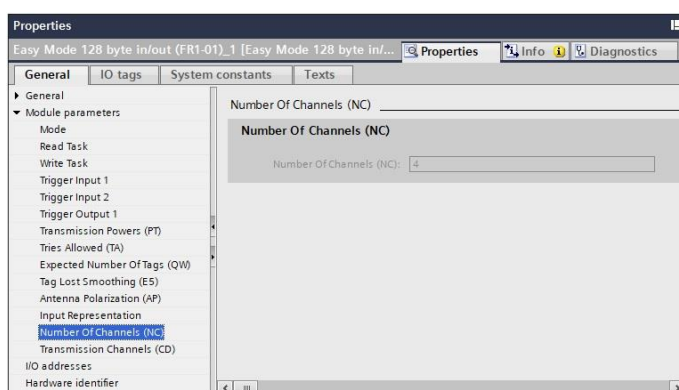 Properties
Easy Mode 128 byte in/out (FR1-01)_1 [Easy Mode 128 byte in/... Properties Info Diagnostics
General IO tags System constants Texts
General
Module parameters
Mode
Read Task
Write Task
Trigger Input 1
Trigger Input 2
Trigger Output 1
Transmission Powers (PT)
Tries Allowed (TA)
Expected Number Of Tags (QW)
Tag Lost Smoothing (E5)
Antenna Polarization (AP)
Input Representation
Number Of Channels (NC)
Transmission Channels (CD)
I/O addresses
Hardware identifier
Number Of Channels (NC)
Number Of Channels (NC)
Number Of Channels (NC): 4